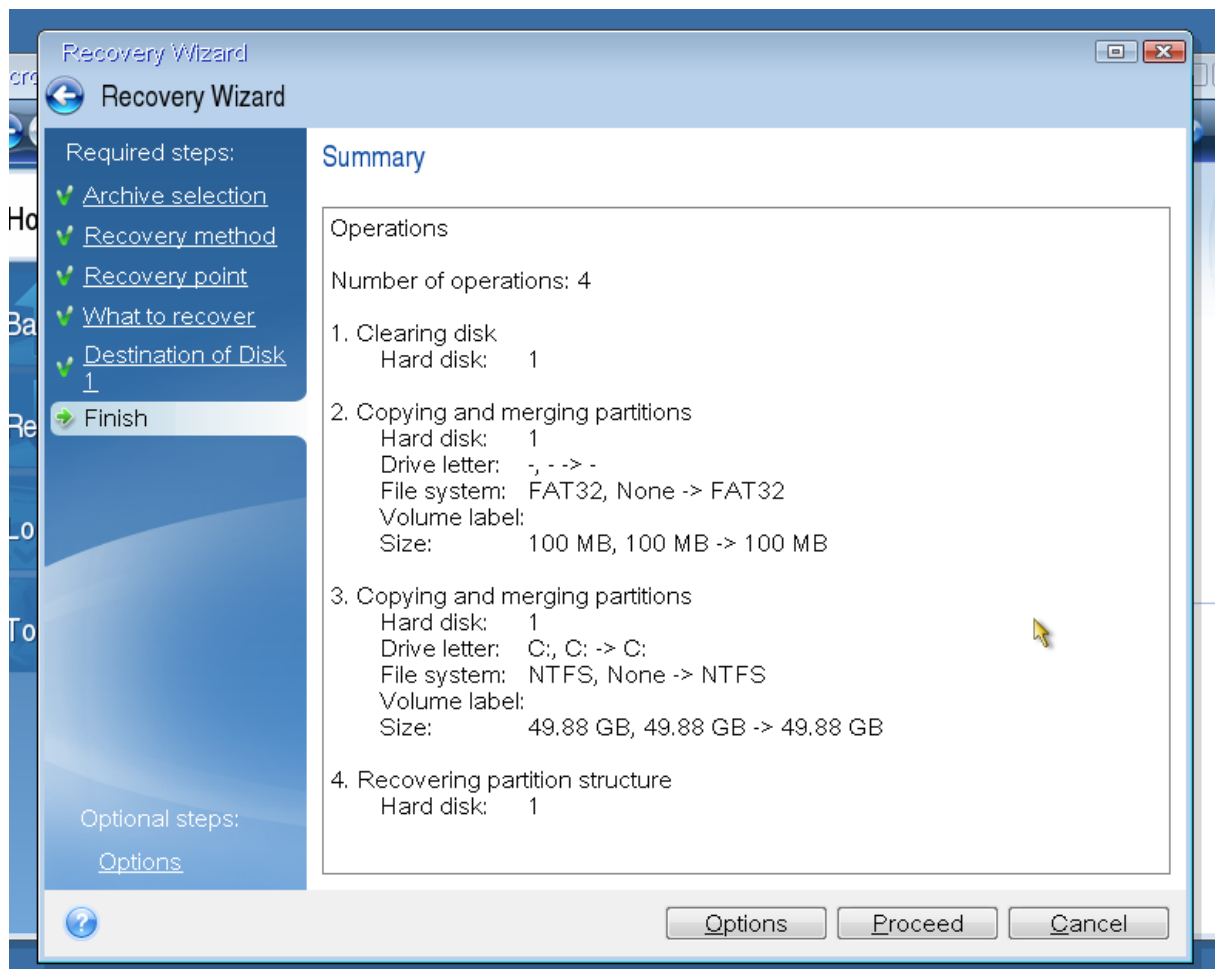 Recovery Wizard
Recovery Wizard
Required steps:
Archive selection
Recovery method
Recovery point
What to recover
Destination of Disk
1
Finish
Optional steps:
Options
Summary
Operations
Number of operations: 4
1. Clearing disk
Hard disk: 1
2. Copying and merging partitions
Hard disk: 1
Drive letter: -, - -> -
File system: FAT32, None -> FAT32
Volume label:
Size: 100 MB, 100 MB -> 100 MB
3. Copying and merging partitions
Hard disk: 1
Drive letter: C:, C: -> C:
File system: NTFS, None -> NTFS
Volume label:
Size: 49.88 GB, 49.88 GB -> 49.88 GB
4. Recovering partition structure
Hard disk: 1
Options Proceed Cancel